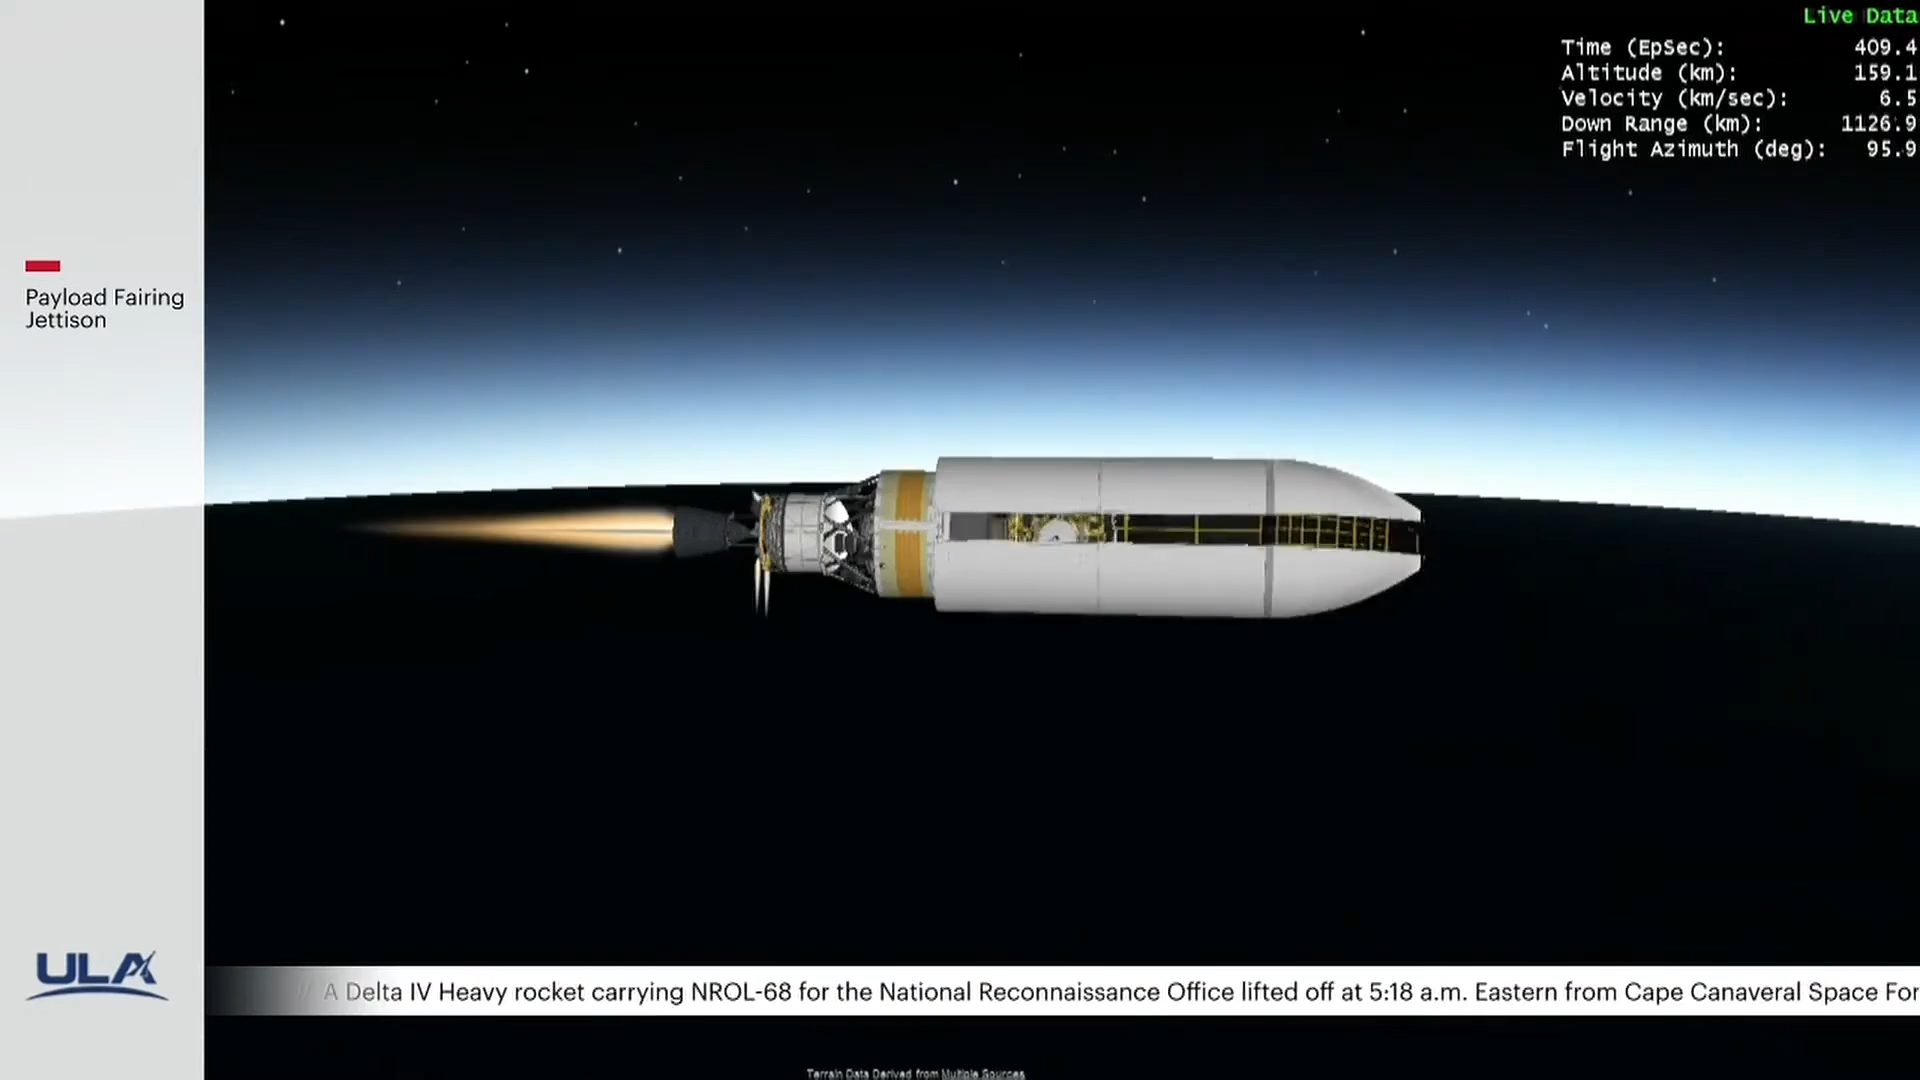 Live Data
Time (EpSec): 409.4
Altitude (km): 159.1
Velocity (km/sec): 6.5
Down Range (km): 1126.9
Flight Azimuth (deg): 95.9
Payload Fairing
Jettison
ULA
// A Delta IV Heavy rocket carrying NROL-68 for the National Reconnaissance Office lifted off at 5:18 a.m. Eastern from Cape Canaveral Space For
Terrain Data Derived from Multiple Sources